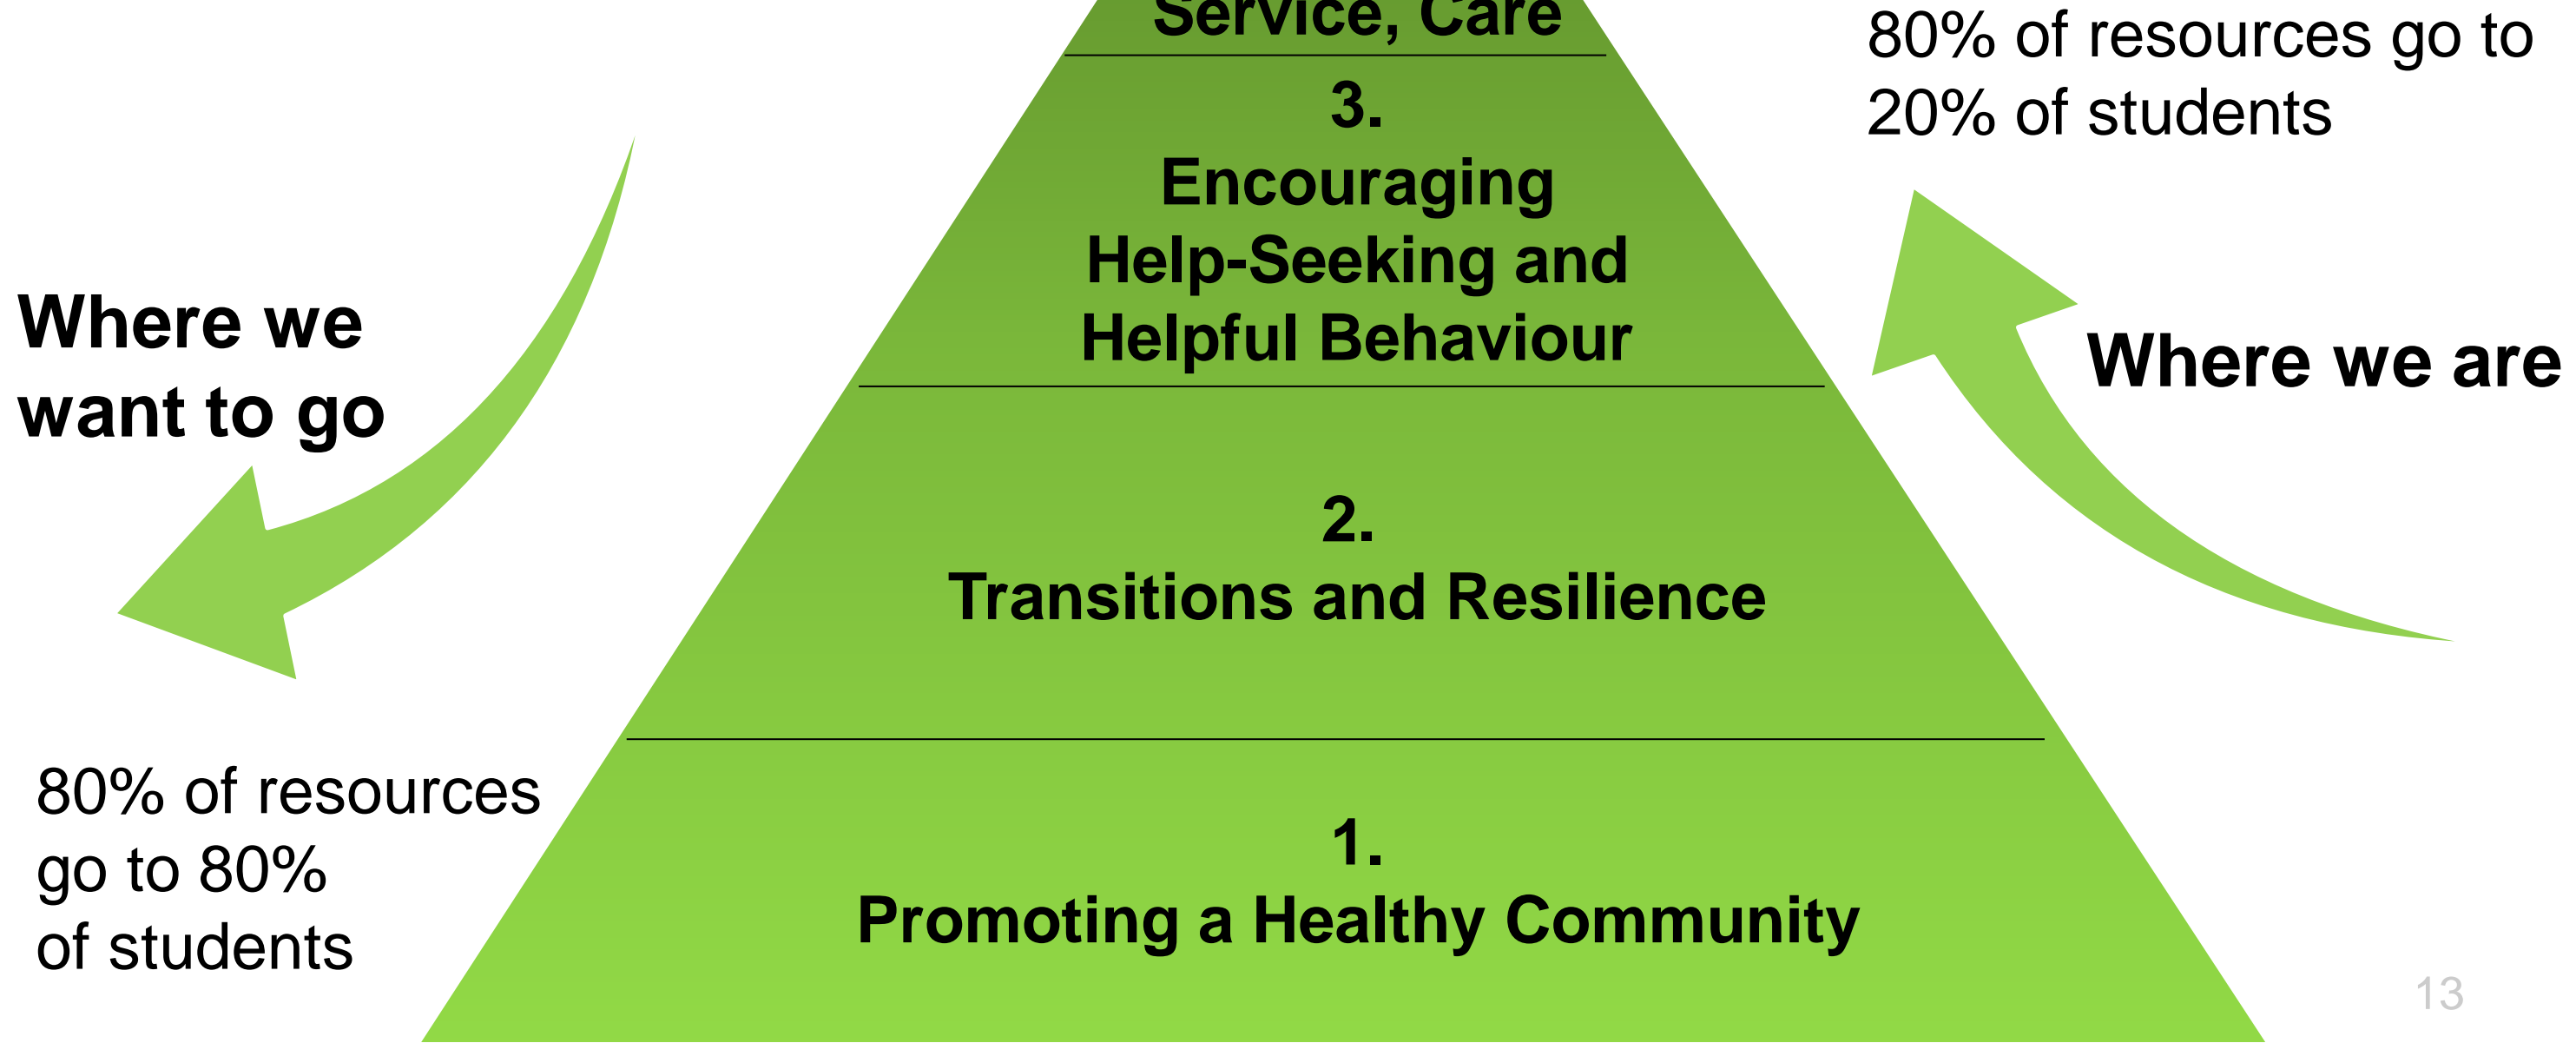 Service, Care
80% of resources go to
20% of students
3.
Encouraging
Help-Seeking and
Helpful Behaviour
Where we
want to go
Where we are
2.
Transitions and Resilience
80% of resources
go to 80%
of students
1.
Promoting a Healthy Community
13